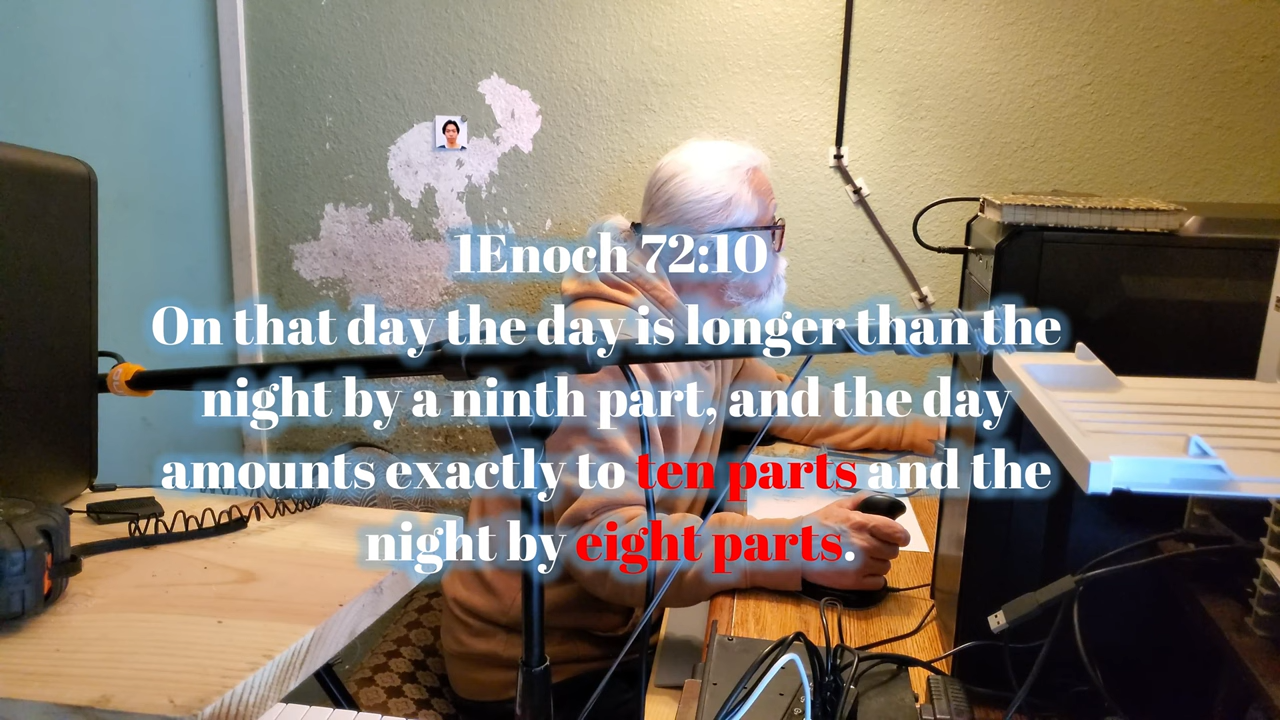 1Enoch 72:10
On that day the day is longer than the
night by a ninth part, and the day
amounts exactly to ten parts and the
night by eight parts.